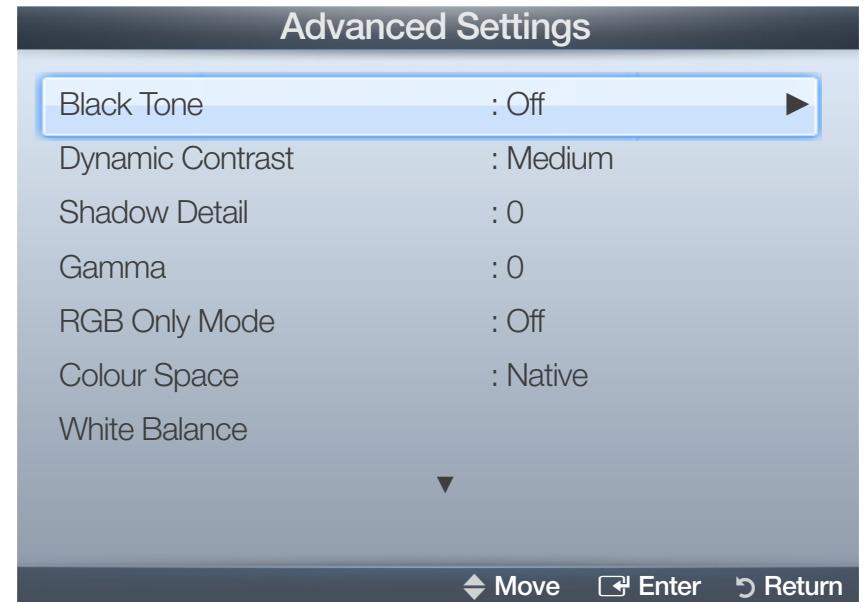 Advanced Settings
Black Tone : Off ►
Dynamic Contrast : Medium
Shadow Detail : 0
Gamma : 0
RGB Only Mode : Off
Colour Space : Native
White Balance
▼
Move Enter Return